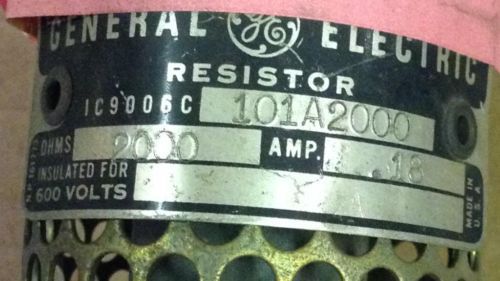 GENERAL GE ELECTRIC
RESISTOR
IC9006C 101A2000
OHMS 2000 AMP. .18
INSULATED FOR
600 VOLTS
MADE IN
U.S.A